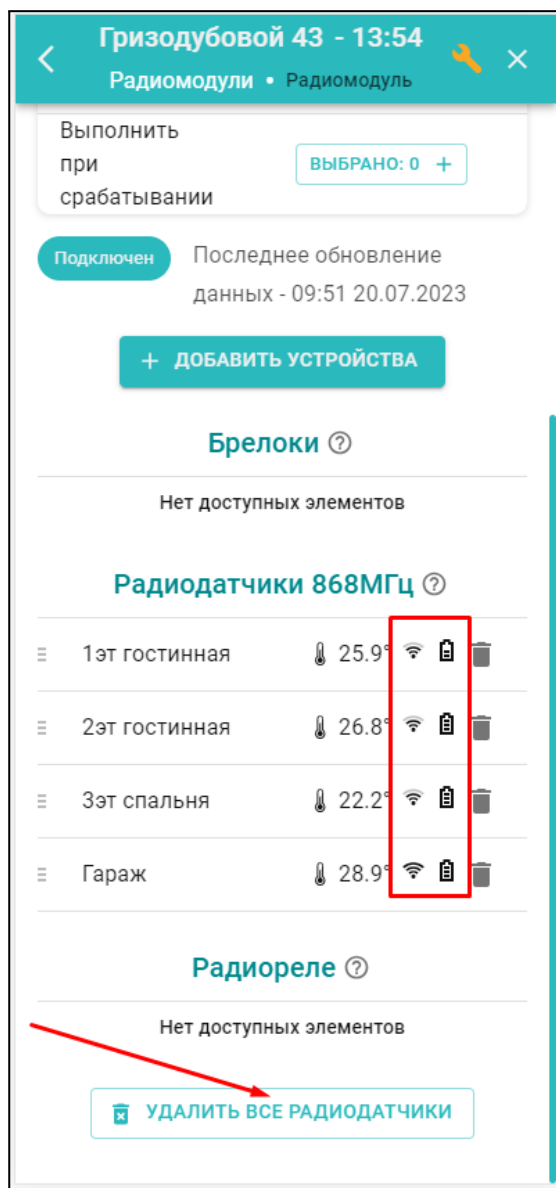 Гризодубовой 43 - 13:54
Радиомодули • Радиомодуль
Выполнить
при
срабатывании
ВЫБРАНО: 0 +
Подключен
Последнее обновление
данных - 09:51 20.07.2023
+ ДОБАВИТЬ УСТРОЙСТВА
Брелоки ?
Нет доступных элементов
Радиодатчики 868МГц ?
1эт гостинная 25.9°
2эт гостинная 26.8°
3эт спальня 22.2°
Гараж 28.9°
Радиореле ?
Нет доступных элементов
УДАЛИТЬ ВСЕ РАДИОДАТЧИКИ